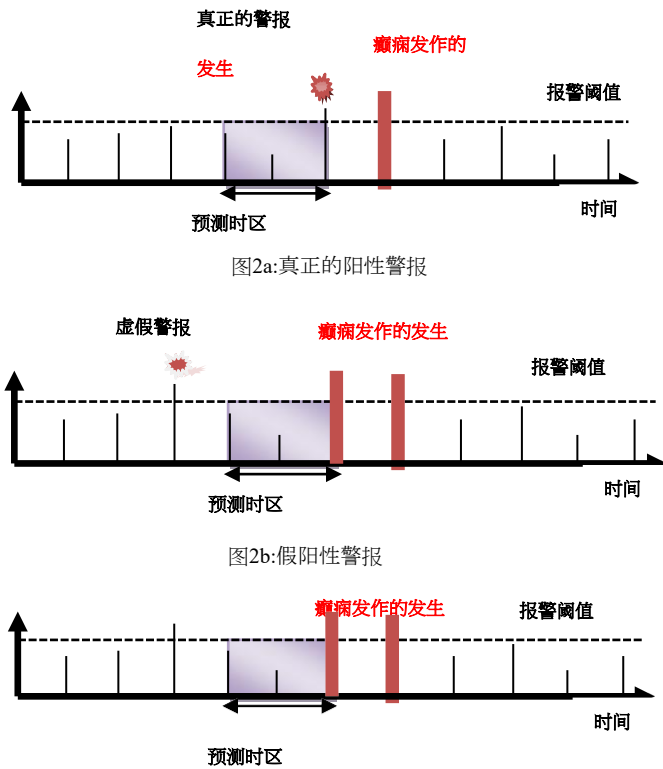 真正的警报
癫痫发作的
发生
报警阈值
时间
预测时区
图2a:真正的阳性警报
虚假警报
癫痫发作的发生
报警阈值
时间
预测时区
图2b:假阳性警报
癫痫发作的发生
报警阈值
时间
预测时区